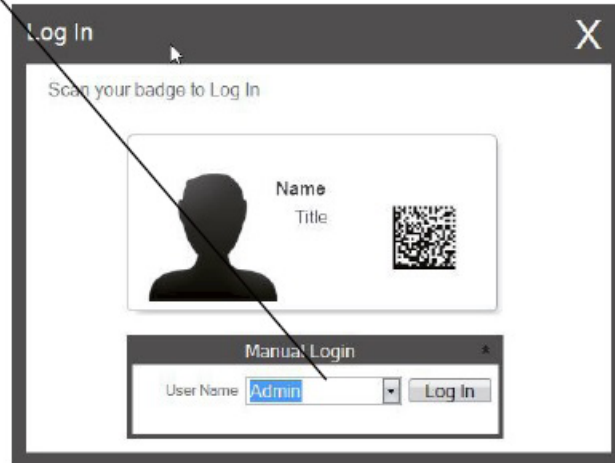 Log In X
Scan your badge to Log In
Name
Title
Manual Login
User Name Admin Log In